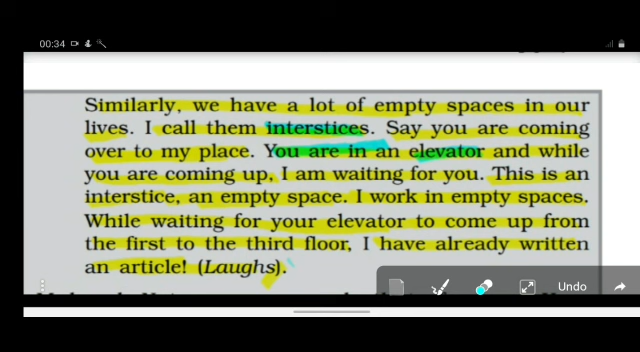 00:34
Similarly, we have a lot of empty spaces in our
lives. I call them interstices. Say you are coming
over to my place. You are in an elevator and while
you are coming up, I am waiting for you. This is an
interstice, an empty space. I work in empty spaces.
While waiting for your elevator to come up from
the first to the third floor, I have already written
an article! (Laughs).
Undo